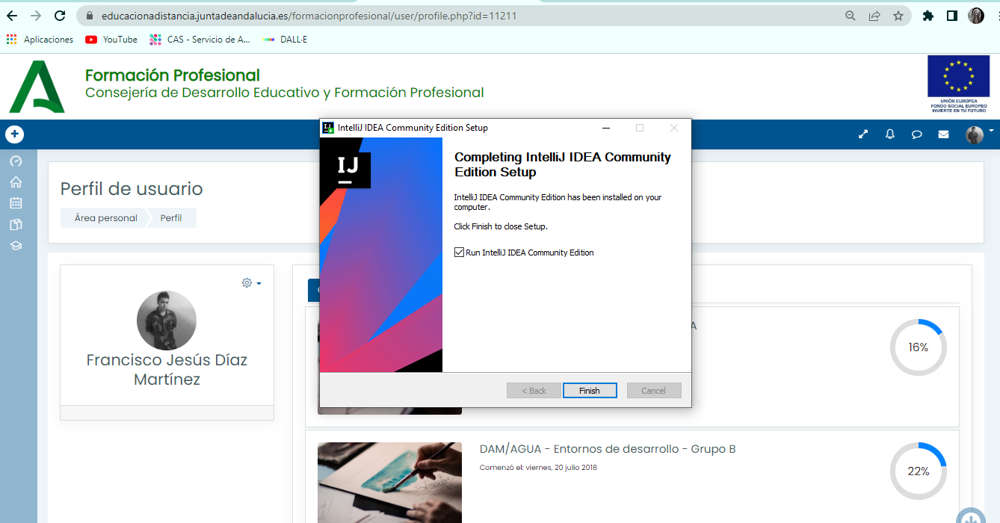 educacionadistancia.juntadeandalucia.es/formacionprofesional/user/profile.php?id=11211
Aplicaciones YouTube CAS - Servicio de A... DALL·E
Formación Profesional
Consejería de Desarrollo Educativo y Formación Profesional
UNIÓN EUROPEA
FONDO SOCIAL EUROPEO
INVIERTE EN TU FUTURO
IntelliJ IDEA Community Edition Setup
IJ
Completing IntelliJ IDEA Community
Edition Setup
IntelliJ IDEA Community Edition has been installed on your
computer.
Click Finish to close Setup.
Run IntelliJ IDEA Community Edition
< Back Finish Cancel
Perfil de usuario
Área personal Perfil
Francisco Jesús Díaz
Martínez
A
16%
DAM/AGUA - Entornos de desarrollo - Grupo B
Comenzó el: viernes, 20 julio 2018
22%